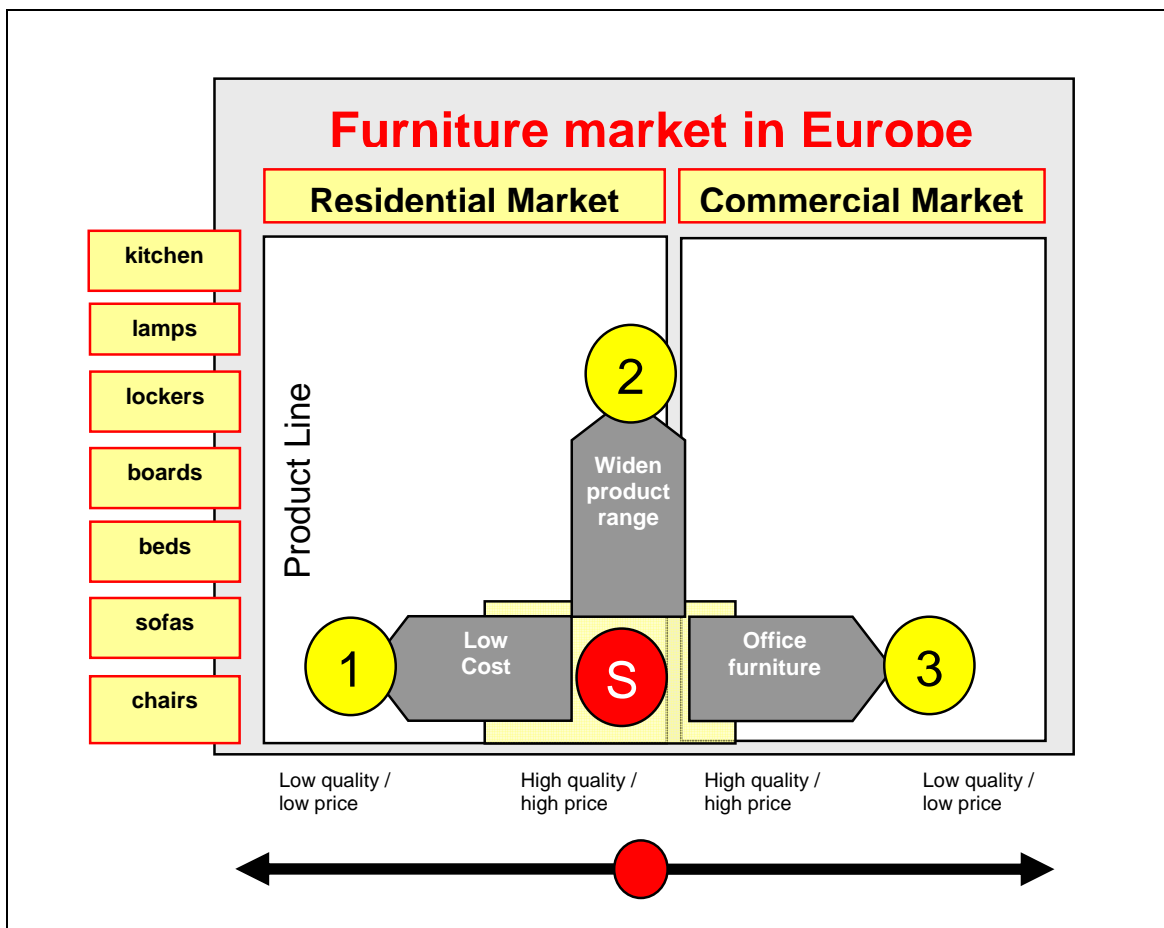 Furniture market in Europe
Residential Market
Commercial Market
kitchen
lamps
lockers
boards
beds
sofas
chairs
Product Line
2
Widen
product
range
1
Low
Cost
S
Office
furniture
3
Low quality /
low price
High quality /
high price
High quality /
high price
Low quality /
low price